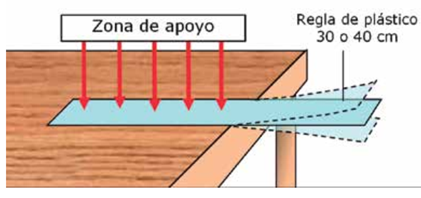 Zona de apoyo
Regla de plástico
30 o 40 cm